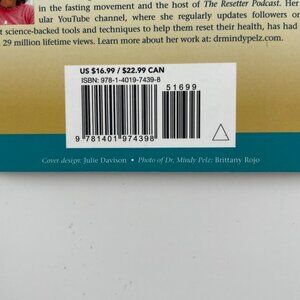 in the fasting movement and the host of The Resetter Podcast. Her
ular YouTube channel, where she regularly updates followers on
t science-backed tools and techniques to help them reset their health, has had
29 million lifetime views. Learn more about her work at: drmindypelz.com.
US $16.99 / $22.99 CAN
ISBN: 978-1-4019-7439-8
51699
9 781401 974398
Cover design: Julie Davison • Photo of Dr. Mindy Pelz: Brittany Rojo